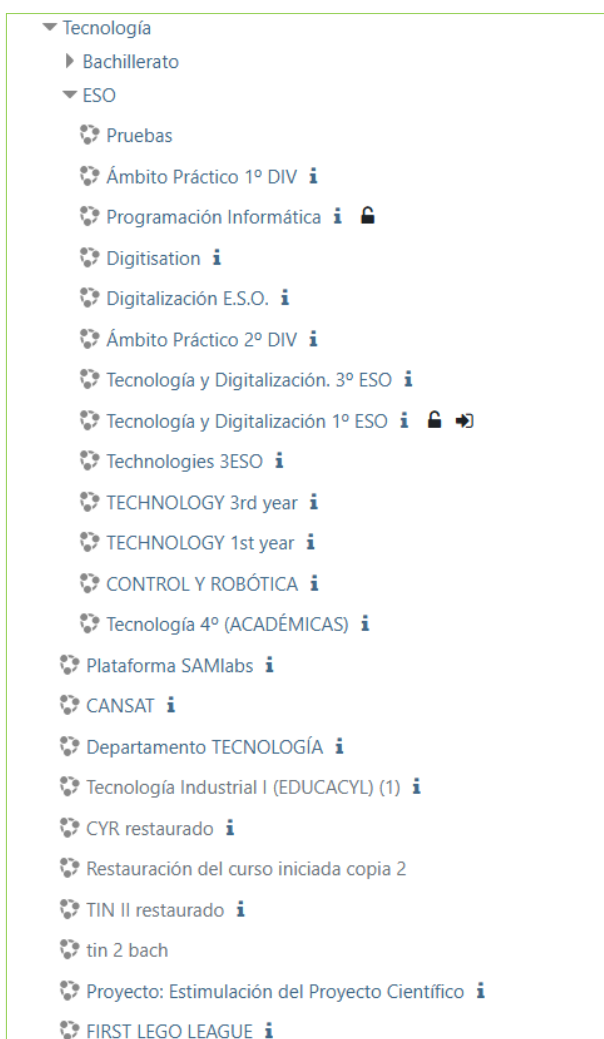 Tecnología
Bachillerato
ESO
Pruebas
Ámbito Práctico 1º DIV
Programación Informática
Digitisation
Digitalización E.S.O.
Ámbito Práctico 2º DIV
Tecnología y Digitalización. 3º ESO
Tecnología y Digitalización 1º ESO
Technologies 3ESO
TECHNOLOGY 3rd year
TECHNOLOGY 1st year
CONTROL Y ROBÓTICA
Tecnología 4º (ACADÉMICAS)
Plataforma SAMlabs
CANSAT
Departamento TECNOLOGÍA
Tecnología Industrial I (EDUCACYL) (1)
CYR restaurado
Restauración del curso iniciada copia 2
TIN II restaurado
tin 2 bach
Proyecto: Estimulación del Proyecto Científico
FIRST LEGO LEAGUE